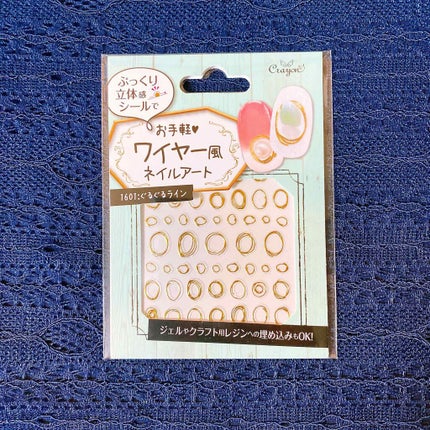 Crayon
ぷっくり
立体感
シールで
お手軽♥
ワイヤー風
ネイルアート
1601:ぐるぐるライン
ジェルやクラフト用レジンへの埋め込みもOK!